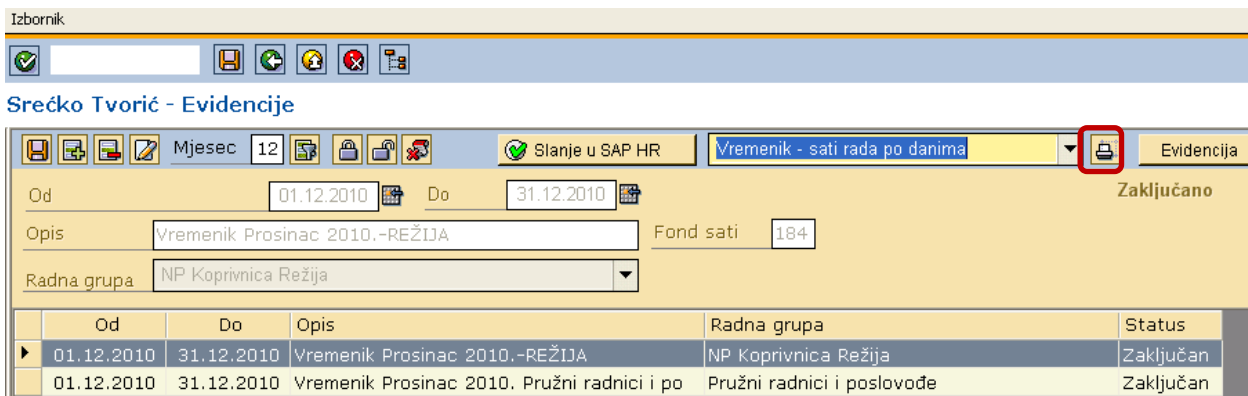 Izbornik
Srećko Tvorić - Evidencije
Mjesec 12 Slanje u SAP HR Vremenik - sati rada po danima Evidencija
Od 01.12.2010 Do 31.12.2010 Zaključano
Opis Vremenik Prosinac 2010.-REŽIJA Fond sati 184
Radna grupa NP Koprivnica Režija
Od Do Opis Radna grupa Status
01.12.2010 31.12.2010 Vremenik Prosinac 2010.-REŽIJA NP Koprivnica Režija Zaključan
01.12.2010 31.12.2010 Vremenik Prosinac 2010. Pružni radnici i po Pružni radnici i poslovođe Zaključan